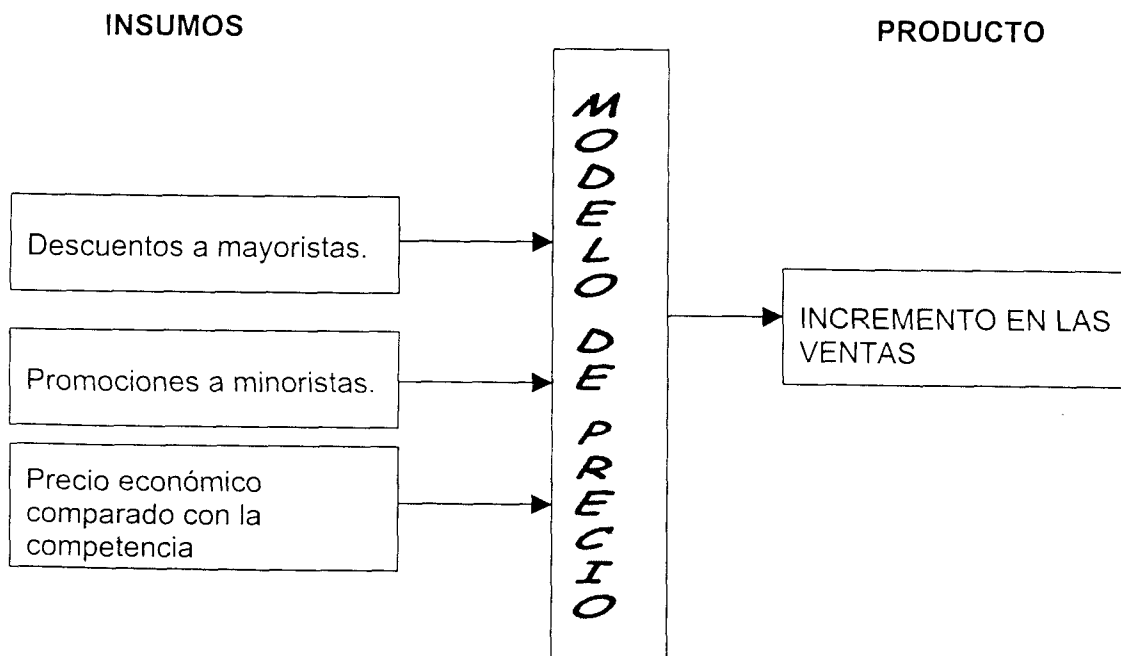 INSUMOS
PRODUCTO
Descuentos a mayoristas.
Promociones a minoristas.
Precio económico
comparado con la
competencia
MODELO DE PRECIO
INCREMENTO EN LAS
VENTAS